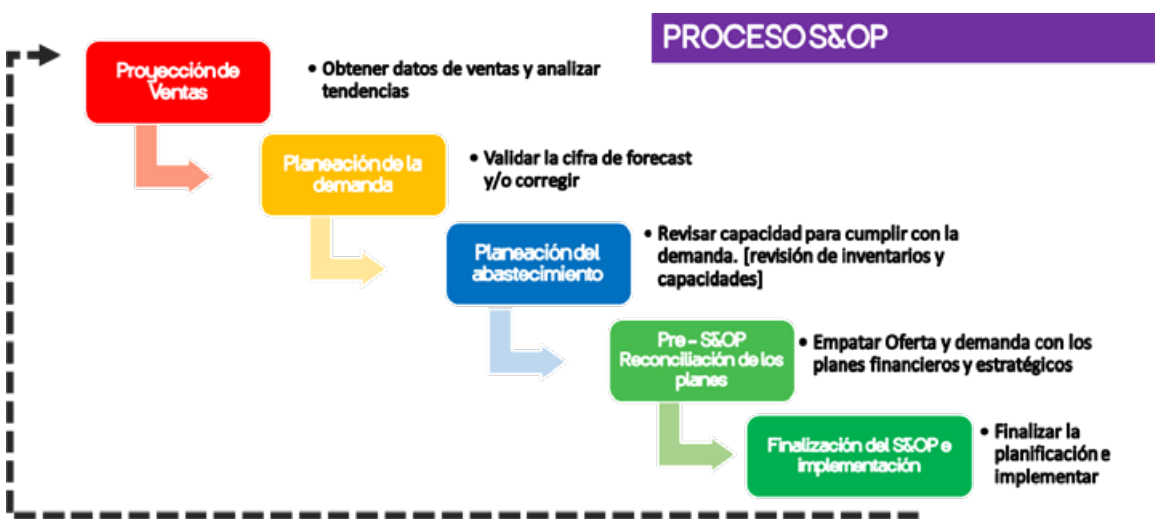 PROCESO S&OP
Proyección de
Ventas
• Obtener datos de ventas y analizar
tendencias
Planeación de la
demanda
• Validar la cifra de forecast
y/o corregir
Planeación del
abastecimiento
• Revisar capacidad para cumplir con la
demanda. [revisión de inventarios y
capacidades]
Pre – S&OP
Reconciliación de los
planes
• Empatar Oferta y demanda con los
planes financieros y estratégicos
Finalización del S&OP e
implementación
• Finalizar la
planificación e
implementar